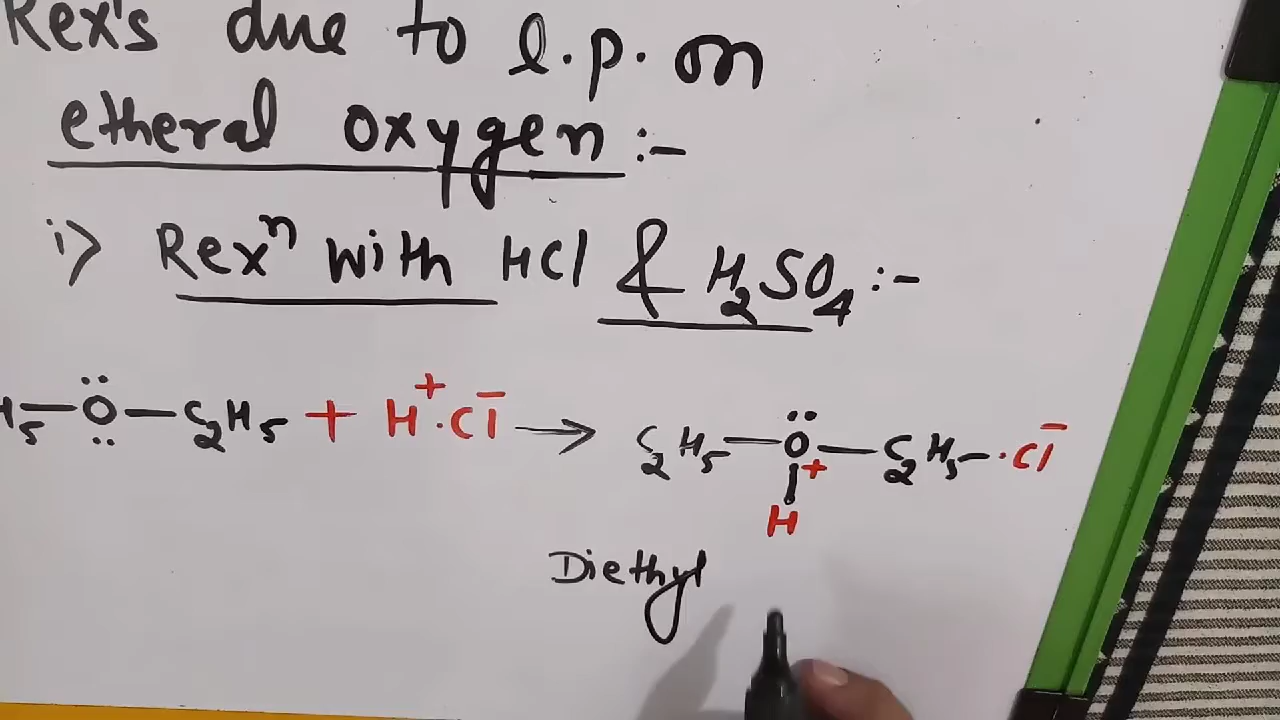 Rex's due to l.p. on
etheral oxygen :-
i> Rexⁿ with HCl & H₂SO₄ :-
H₅—Ö—C₂H₅ + H⁺.Cl⁻ → C₂H₅—Ö⁺—C₂H₅—.Cl⁻
H
Diethyl